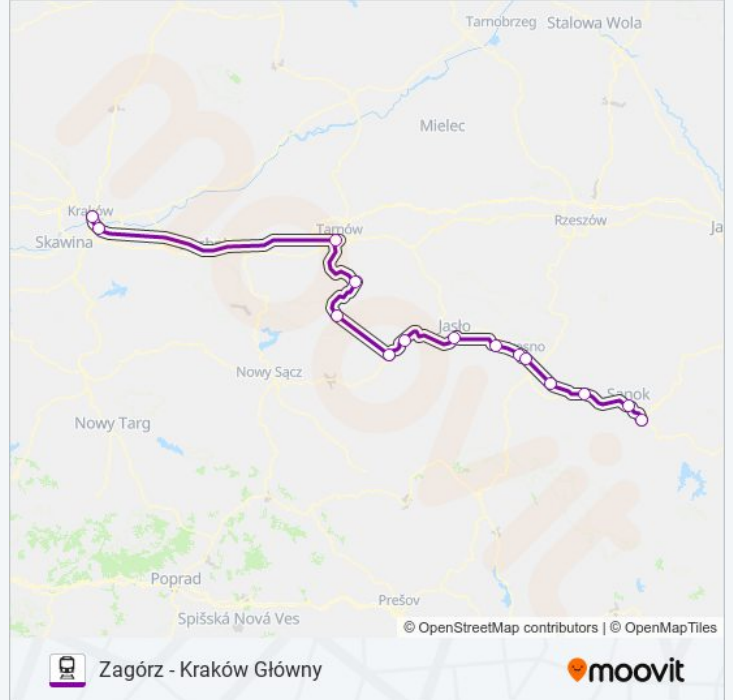 Tarnobrzeg Stalowa Wola
Mielec
Kraków
Rzeszów
Ja
Tarnów
Skawina
Jasło
sno
Nowy Sącz
Sanok
Nowy Targ
Poprad
Prešov
Spišská Nová Ves
© OpenStreetMap contributors | © OpenMapTiles
Zagórz - Kraków Główny
moovit